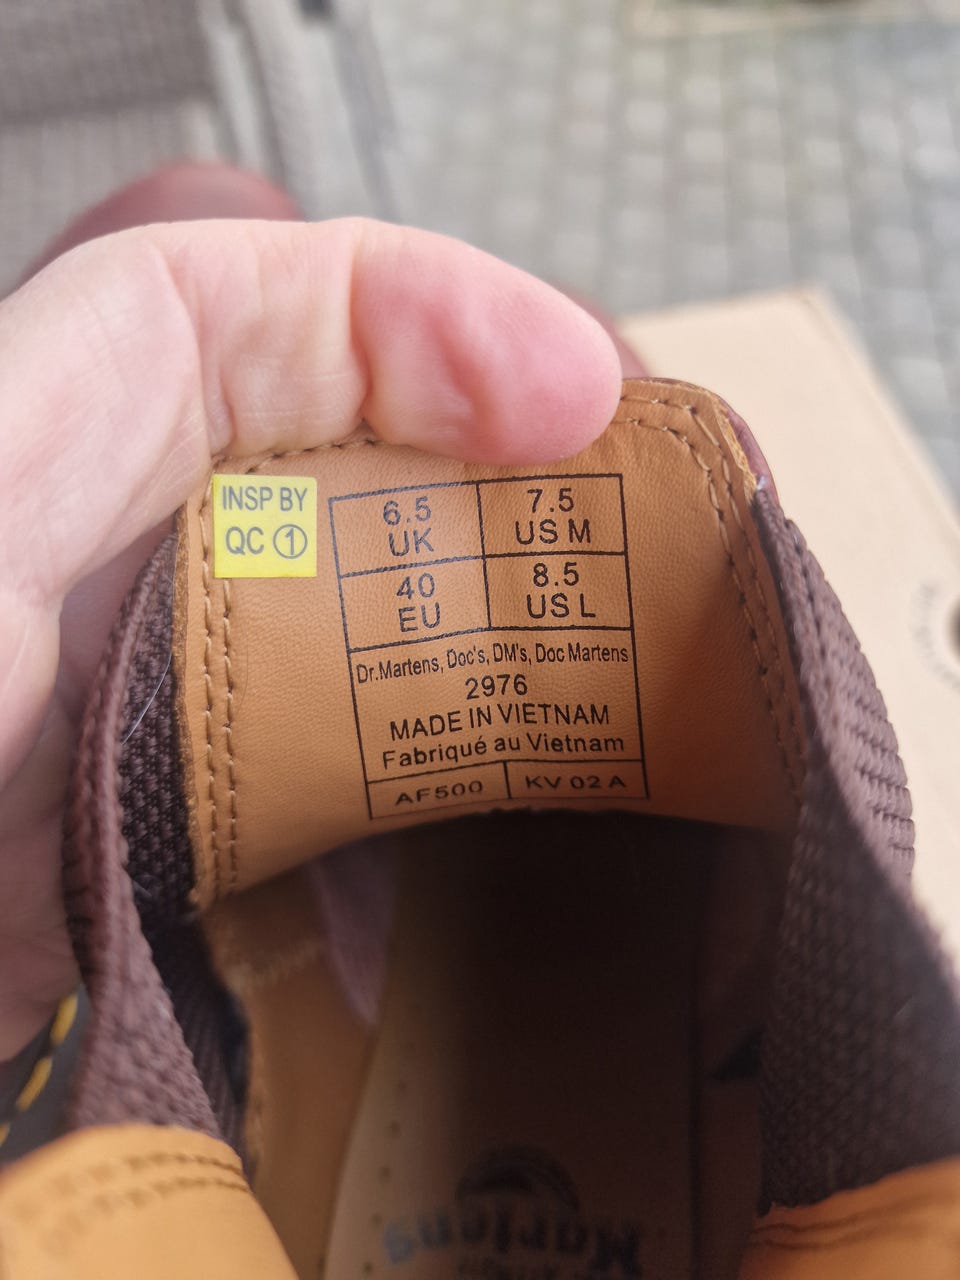 INSP BY
QC ①
6.5
UK
7.5
US M
40
EU
8.5
US L
Dr.Martens, Doc's, DM's, Doc Martens
2976
MADE IN VIETNAM
Fabriqué au Vietnam
AF500
KV 02 A
Martens